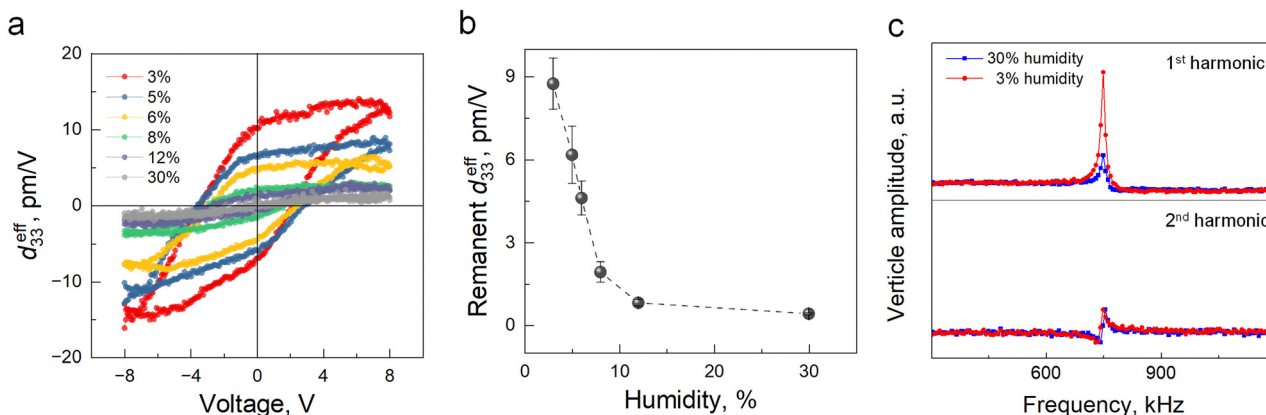 a
20
10
0
−10
−20
d33eff, pm/V
3%
5%
6%
8%
12%
30%
−8
−4
0
4
8
Voltage, V
b
9
6
3
0
Remanent d33eff, pm/V
0
10
20
30
Humidity, %
c
30% humidity
3% humidity
1st harmonic
2nd harmonic
Verticle amplitude, a.u.
600
900
Frequency, kHz